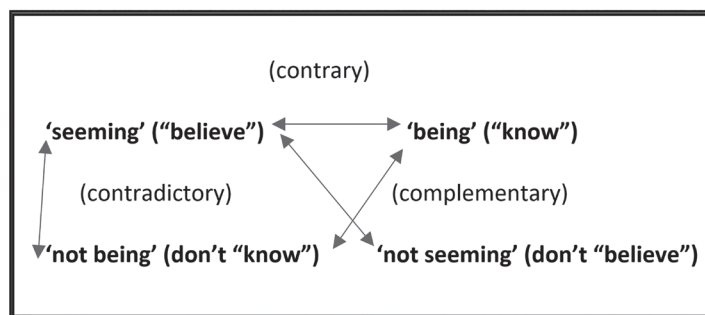 (contrary)
‘seeming’ (“believe”) ‘being’ (“know”)
(contradictory) (complementary)
‘not being’ (don’t “know”) ‘not seeming’ (don’t “believe”)